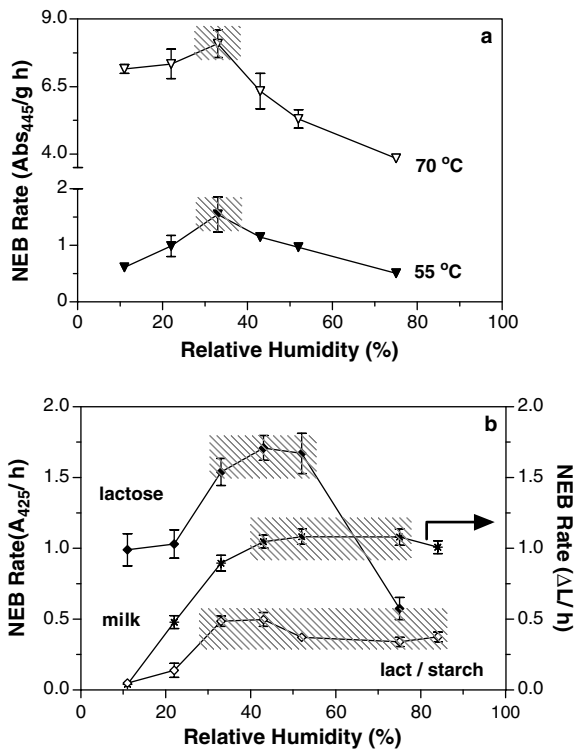 9.0
a
6.5
4.0
70 °C
2
1
55 °C
0
NEB Rate (Abs445/g h)
0 20 40 60 80 100
Relative Humidity (%)
2.0 b 2.0
1.5 1.5
lactose
1.0 1.0
milk
0.5 0.5
lact / starch
0.0 0.0
NEB Rate(A425/ h)
NEB Rate (ΔL/ h)
0 20 40 60 80 100
Relative Humidity (%)